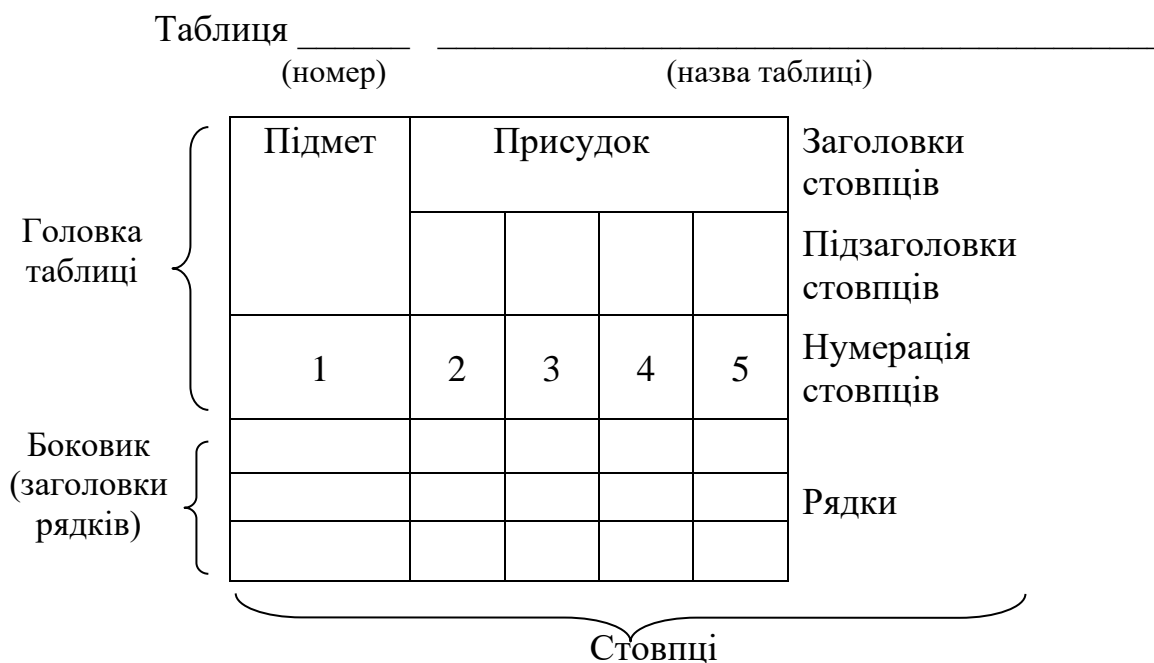 Таблиця ______ ______________________________________
(номер) (назва таблиці)
Підмет Присудок Заголовки
стовпців
Головка
таблиці
Підзаголовки
стовпців
1 2 3 4 5 Нумерація
стовпців
Боковик
(заголовки
рядків)
Рядки
Стовпці